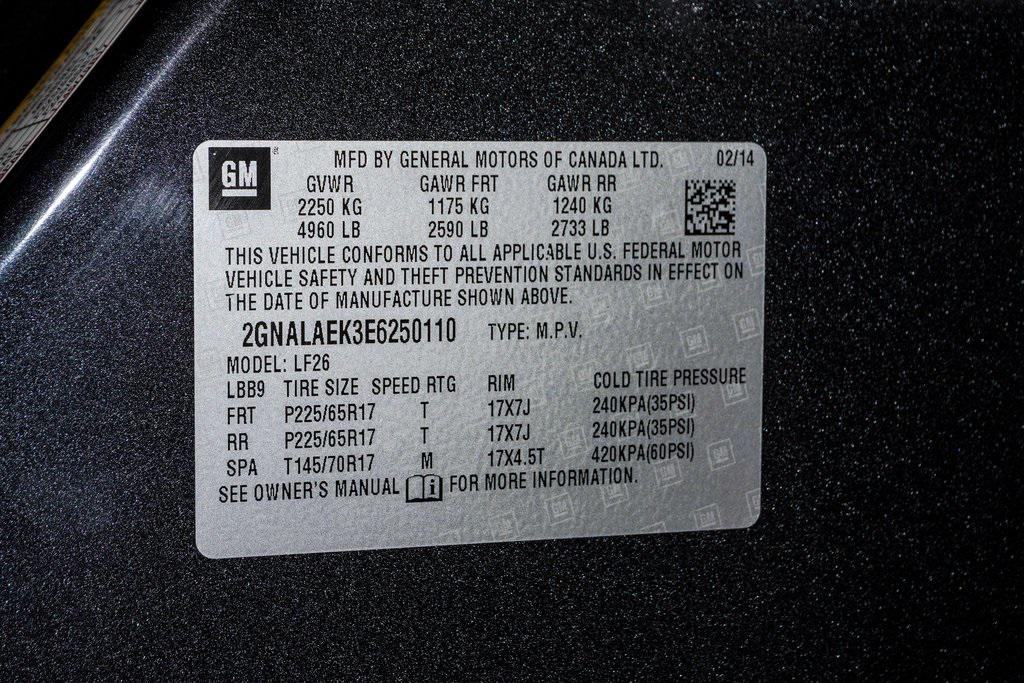 GM
MFD BY GENERAL MOTORS OF CANADA LTD. 02/14
GVWR GAWR FRT GAWR RR
2250 KG 1175 KG 1240 KG
4960 LB 2590 LB 2733 LB
THIS VEHICLE CONFORMS TO ALL APPLICABLE U.S. FEDERAL MOTOR
VEHICLE SAFETY AND THEFT PREVENTION STANDARDS IN EFFECT ON
THE DATE OF MANUFACTURE SHOWN ABOVE.
2GNALAEK3E6250110 TYPE: M.P.V.
MODEL: LF26
LBB9 TIRE SIZE SPEED RTG RIM COLD TIRE PRESSURE
FRT P225/65R17 T 17X7J 240KPA(35PSI)
RR P225/65R17 T 17X7J 240KPA(35PSI)
SPA T145/70R17 M 17X4.5T 420KPA(60PSI)
SEE OWNER'S MANUAL i FOR MORE INFORMATION.